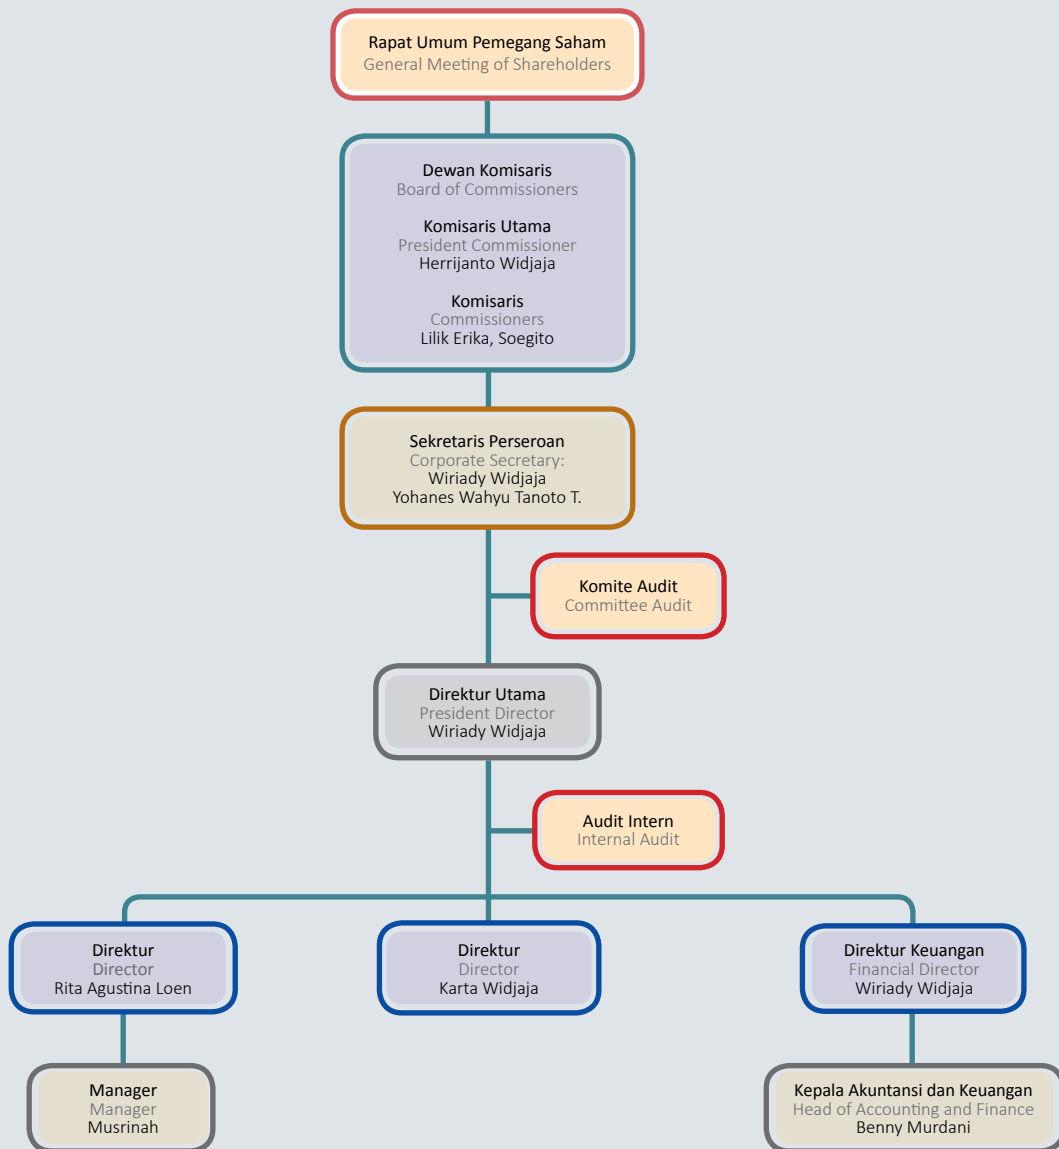 Rapat Umum Pemegang Saham
General Meeting of Shareholders
Dewan Komisaris
Board of Commissioners
Komisaris Utama
President Commissioner
Herrijanto Widjaja
Komisaris
Commissioners
Lilik Erika, Soegito
Sekretaris Perseroan
Corporate Secretary:
Wiriady Widjaja
Yohanes Wahyu Tanoto T.
Komite Audit
Committee Audit
Direktur Utama
President Director
Wiriady Widjaja
Audit Intern
Internal Audit
Direktur
Director
Rita Agustina Loen
Direktur
Director
Karta Widjaja
Direktur Keuangan
Financial Director
Wiriady Widjaja
Manager
Manager
Musrinah
Kepala Akuntansi dan Keuangan
Head of Accounting and Finance
Benny Murdani